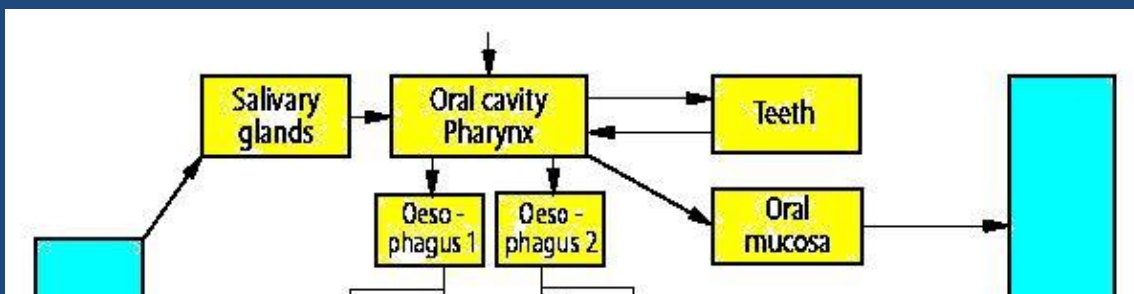 Salivary
glands
Oral cavity
Pharynx
Teeth
Oeso -
phagus 1
Oeso -
phagus 2
Oral
mucosa